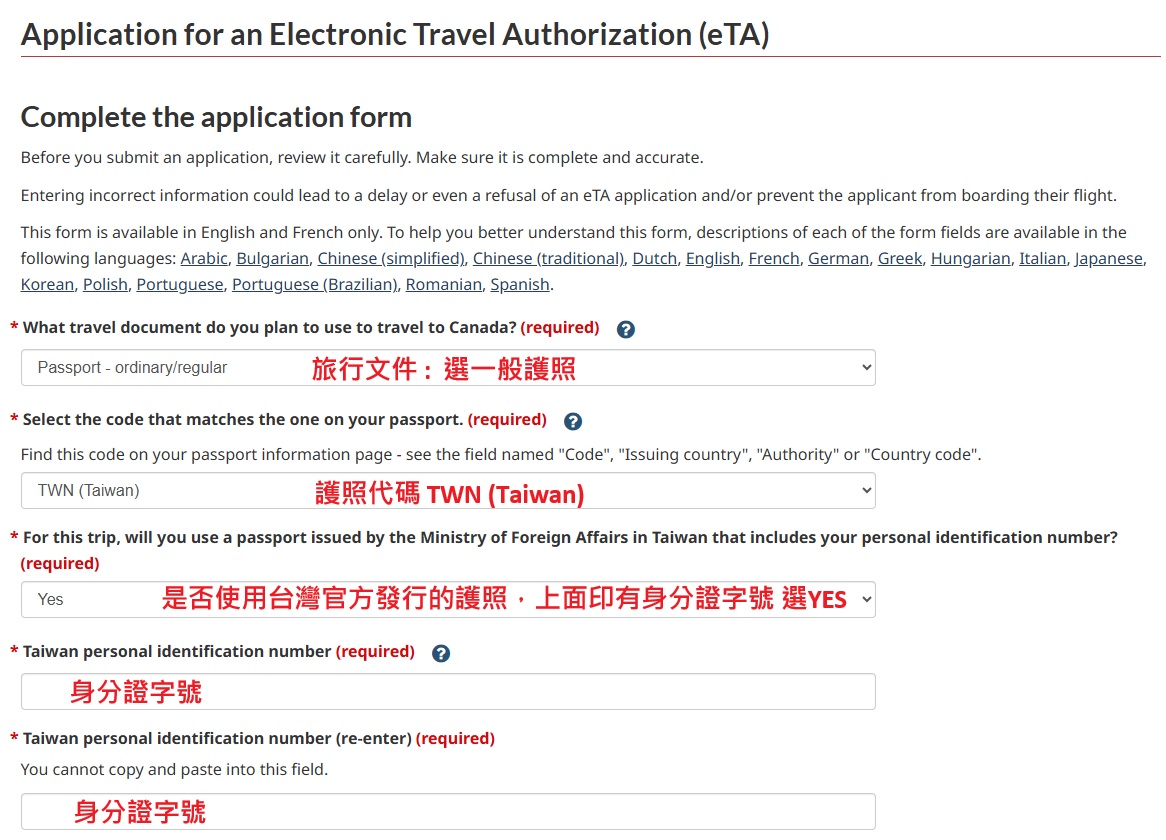 Application for an Electronic Travel Authorization (eTA)
Complete the application form
Before you submit an application, review it carefully. Make sure it is complete and accurate.
Entering incorrect information could lead to a delay or even a refusal of an eTA application and/or prevent the applicant from boarding their flight.
This form is available in English and French only. To help you better understand this form, descriptions of each of the form fields are available in the
following languages: Arabic, Bulgarian, Chinese (simplified), Chinese (traditional), Dutch, English, French, German, Greek, Hungarian, Italian, Japanese,
Korean, Polish, Portuguese, Portuguese (Brazilian), Romanian, Spanish.
* What travel document do you plan to use to travel to Canada? (required) ?
Passport - ordinary/regular 旅行文件： 選一般護照
* Select the code that matches the one on your passport. (required) ?
Find this code on your passport information page - see the field named "Code", "Issuing country", "Authority" or "Country code".
TWN (Taiwan) 護照代碼 TWN (Taiwan)
* For this trip, will you use a passport issued by the Ministry of Foreign Affairs in Taiwan that includes your personal identification number?
(required)
Yes 是否使用台灣官方發行的護照，上面印有身分證字號 選YES
* Taiwan personal identification number (required) ?
身分證字號
* Taiwan personal identification number (re-enter) (required)
You cannot copy and paste into this field.
身分證字號